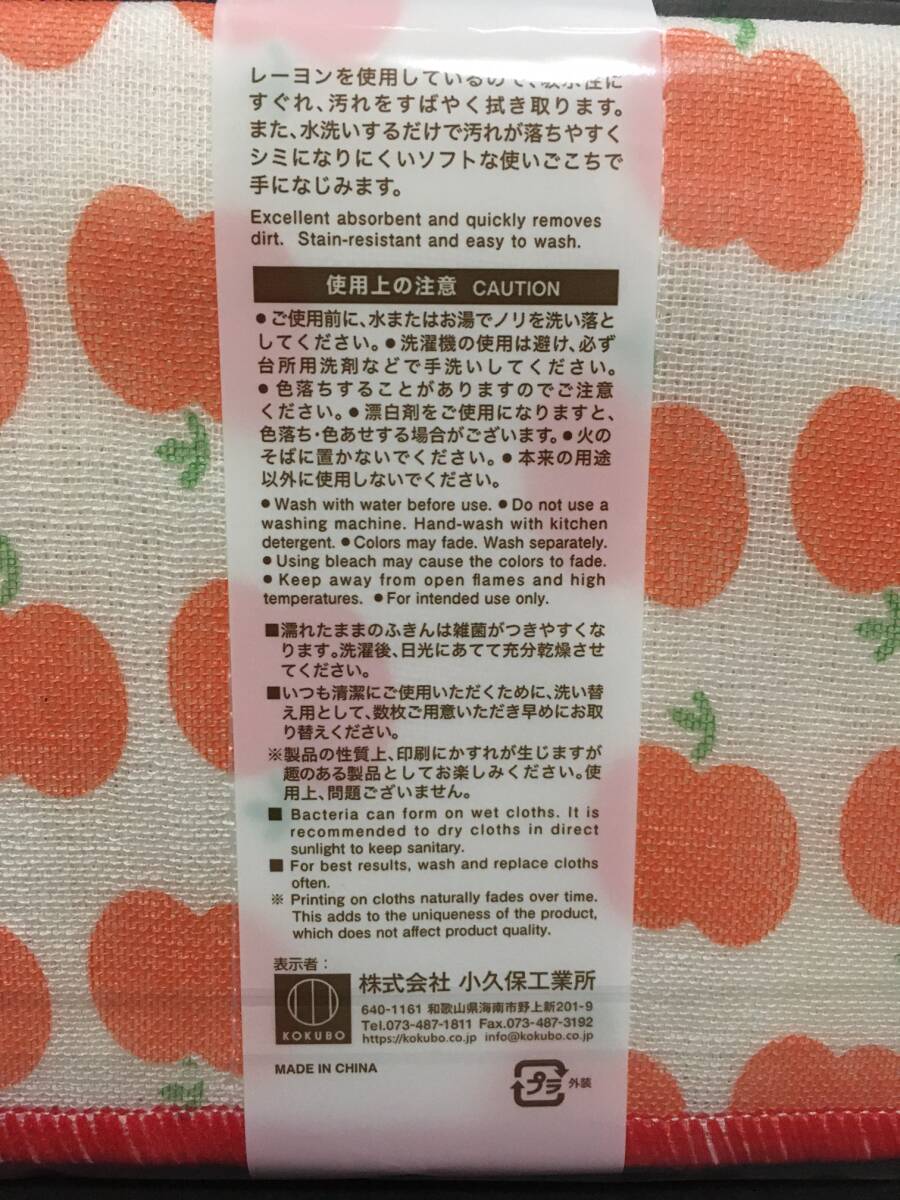 レーヨンを使用しているので、吸水性に
すぐれ、汚れをすばやく拭き取ります。
また、水洗いするだけで汚れが落ちやすく
シミになりにくいソフトな使いごこちで
手になじみます。
Excellent absorbent and quickly removes
dirt. Stain-resistant and easy to wash.
使用上の注意 CAUTION
●ご使用前に、水またはお湯でノリを洗い落と
してください。●洗濯機の使用は避け、必ず
台所用洗剤などで手洗いしてください。
●色落ちすることがありますのでご注意
ください。●漂白剤をご使用になりますと、
色落ち・色あせする場合がございます。●火の
そばに置かないでください。●本来の用途
以外に使用しないでください。
●Wash with water before use. ●Do not use a
washing machine. Hand-wash with kitchen
detergent. ●Colors may fade. Wash separately.
●Using bleach may cause the colors to fade.
●Keep away from open flames and high
temperatures. ●For intended use only.
■濡れたままのふきんは雑菌がつきやすくな
ります。洗濯後、日光にあてて充分乾燥させ
てください。
■いつも清潔にご使用いただくために、洗い替
え用として、数枚ご用意いただき早めにお取
り替えください。
※製品の性質上、印刷にかすれが生じますが
趣のある製品としてお楽しみください。使
用上、問題ございません。
■ Bacteria can form on wet cloths. It is
recommended to dry cloths in direct
sunlight to keep sanitary.
■ For best results, wash and replace cloths
often.
※ Printing on cloths naturally fades over time.
This adds to the uniqueness of the product,
which does not affect product quality.
表示者：
KOKUBO
株式会社 小久保工業所
640-1161 和歌山県海南市野上新201-9
Tel.073-487-1811 Fax.073-487-3192
https://kokubo.co.jp info@kokubo.co.jp
MADE IN CHINA
プラ 外装